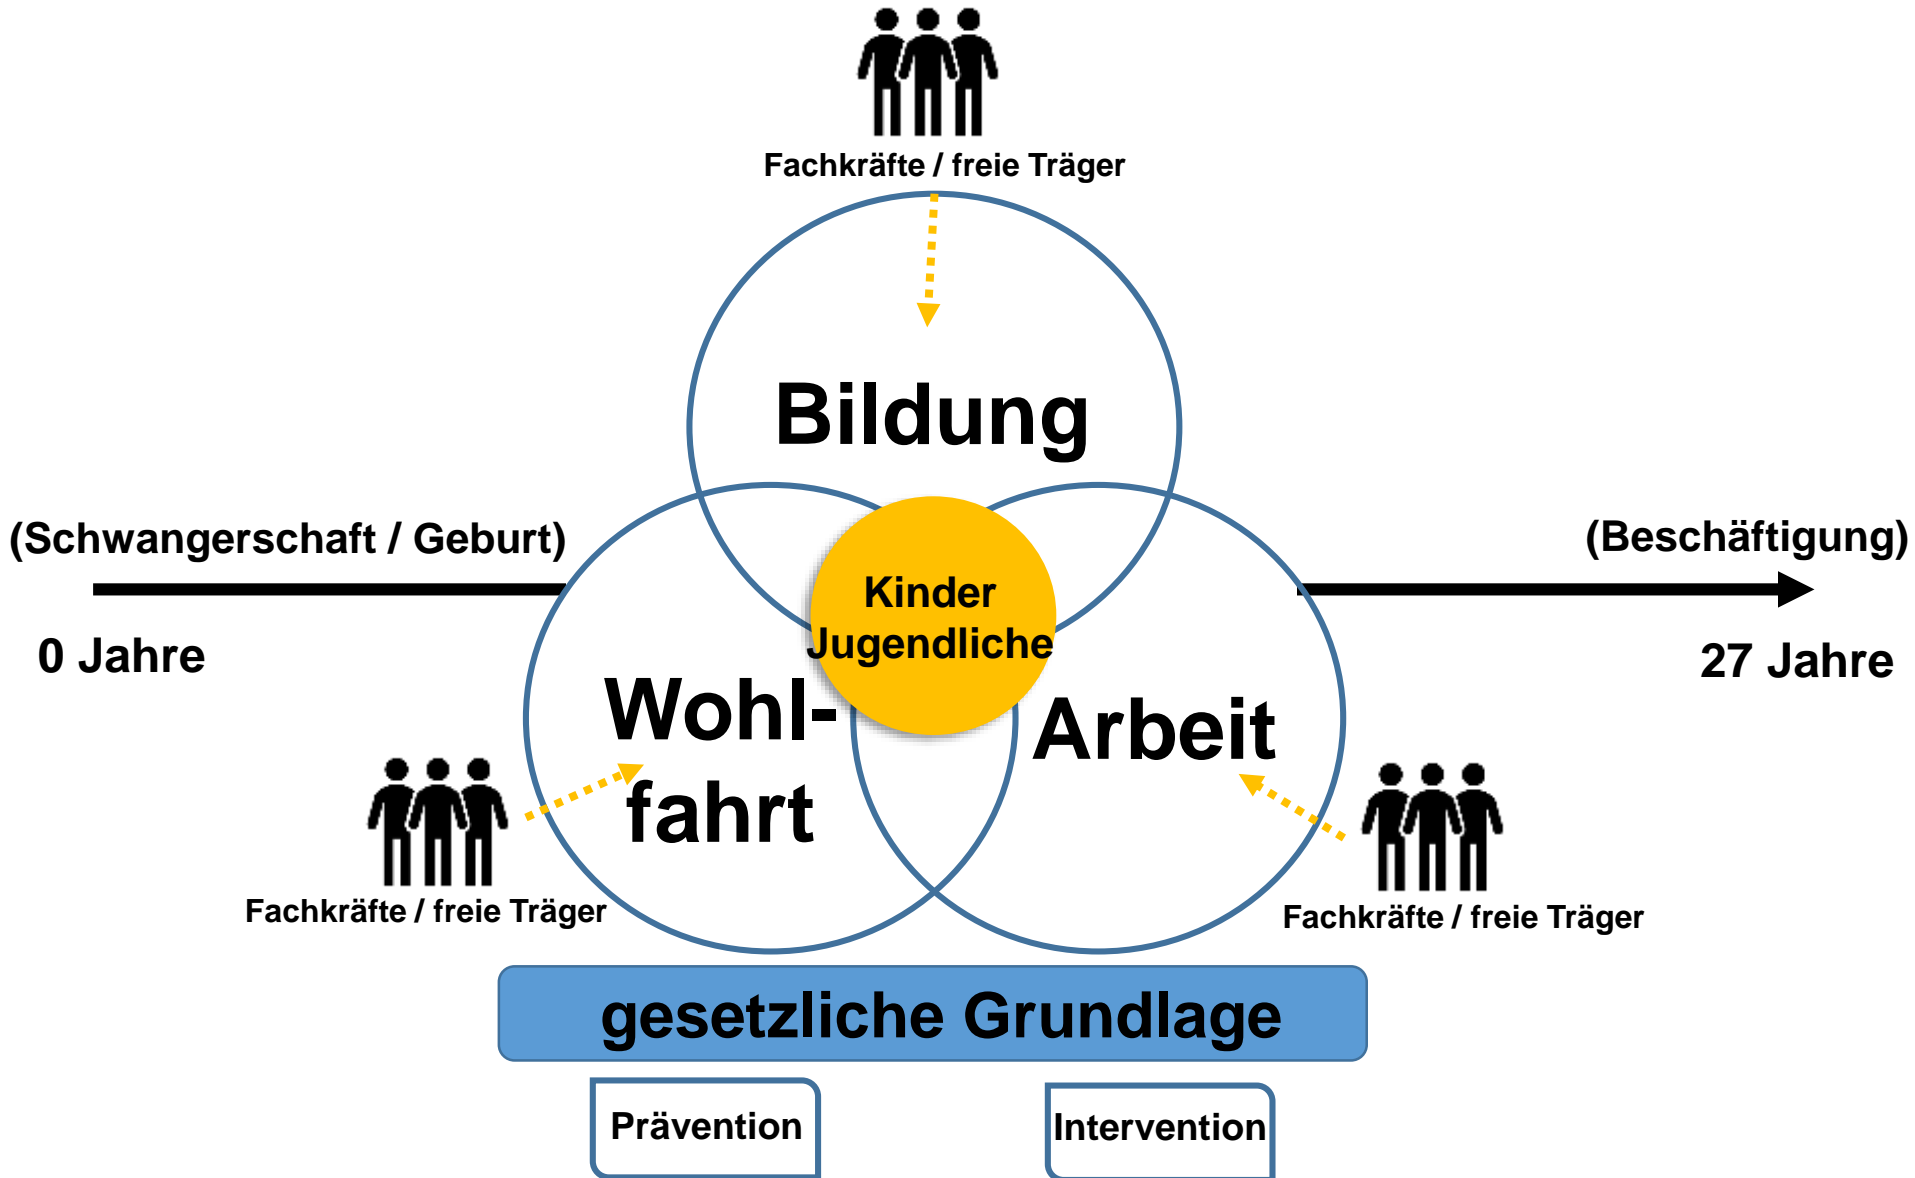 Fachkräfte / freie Träger
Bildung
(Schwangerschaft / Geburt)
(Beschäftigung)
Kinder
Jugendliche
0 Jahre
27 Jahre
Wohl-
fahrt
Arbeit
Fachkräfte / freie Träger
Fachkräfte / freie Träger
gesetzliche Grundlage
Prävention
Intervention